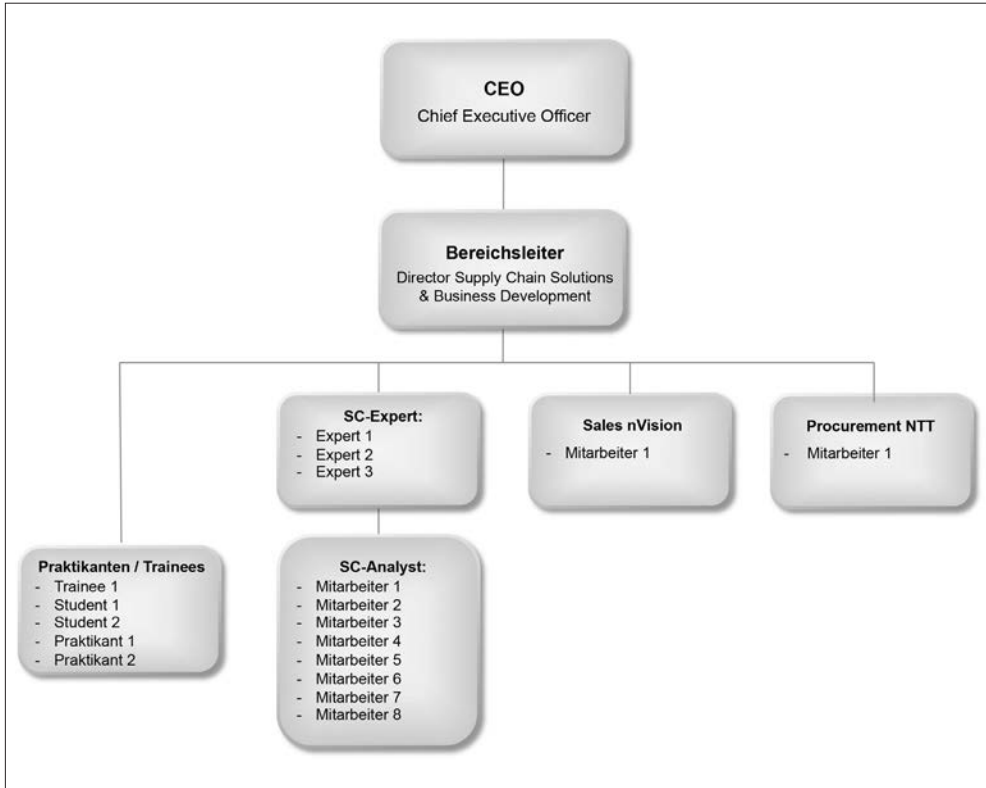 CEO
Chief Executive Officer
Bereichsleiter
Director Supply Chain Solutions
& Business Development
SC-Expert:
- Expert 1
- Expert 2
- Expert 3
Sales nVision
- Mitarbeiter 1
Procurement NTT
- Mitarbeiter 1
Praktikanten / Trainees
- Trainee 1
- Student 1
- Student 2
- Praktikant 1
- Praktikant 2
SC-Analyst:
- Mitarbeiter 1
- Mitarbeiter 2
- Mitarbeiter 3
- Mitarbeiter 4
- Mitarbeiter 5
- Mitarbeiter 6
- Mitarbeiter 7
- Mitarbeiter 8